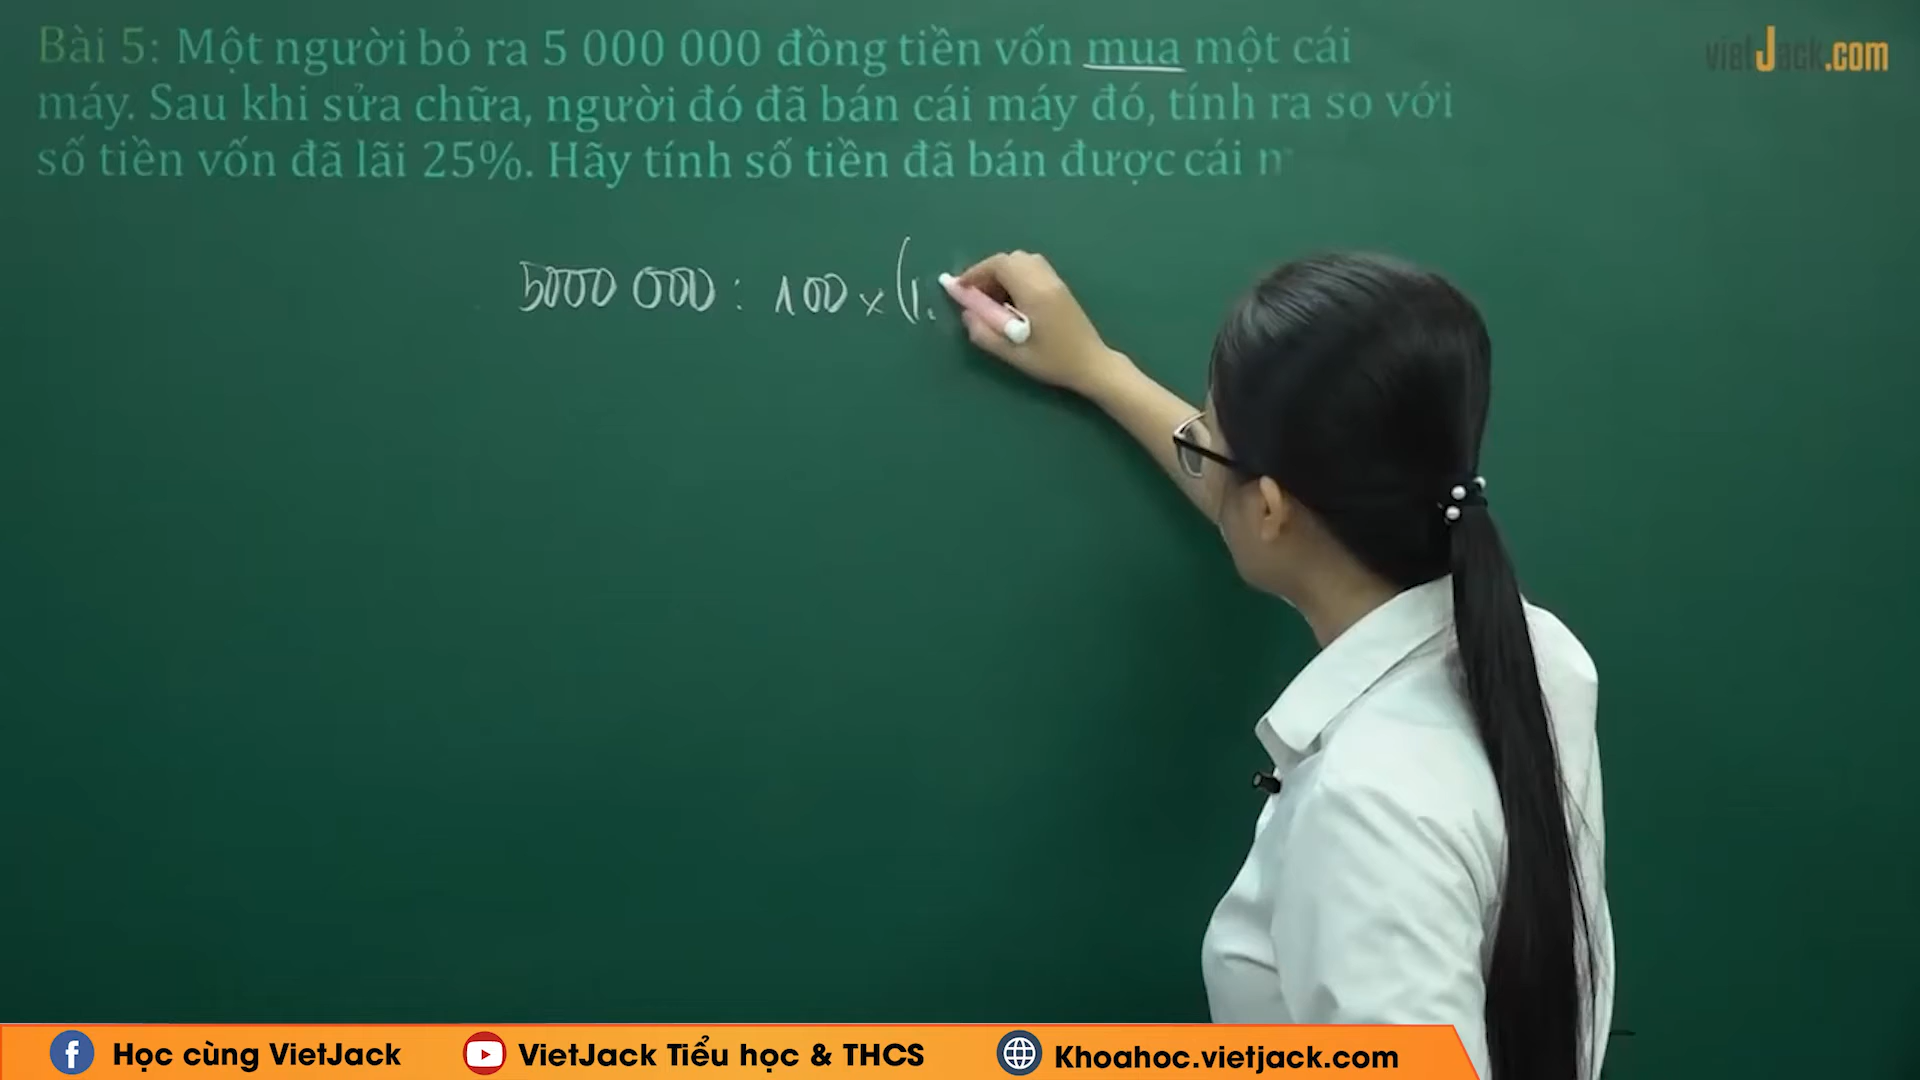 Bài 5: Một người bỏ ra 5 000 000 đồng tiền vốn mua một cái
vietJack.com
máy. Sau khi sửa chữa, người đó đã bán cái máy đó, tính ra so với
số tiền vốn đã lãi 25%. Hãy tính số tiền đã bán được cái
5000 000 : 100 × (1
Học cùng VietJack
VietJack Tiểu học & THCS
Khoahoc.vietjack.com